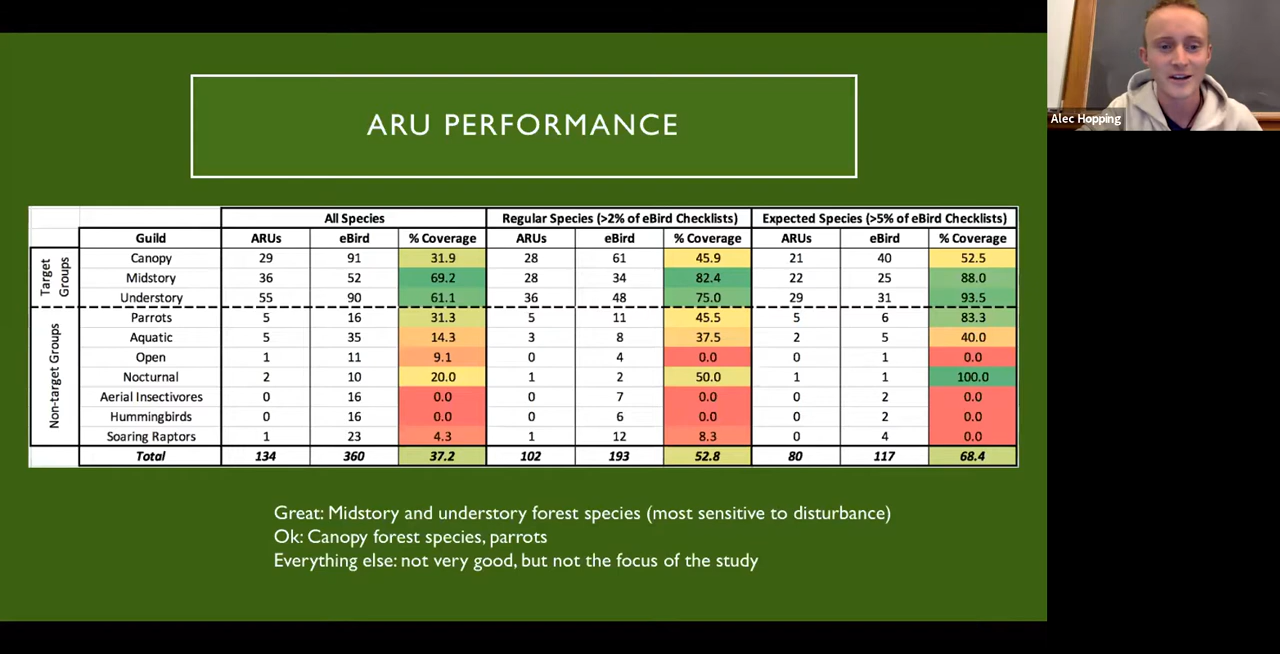 ARU PERFORMANCE
Alec Hopping
All Species Regular Species (>2% of eBird Checklists) Expected Species (>5% of eBird Checklists)
Guild ARUs eBird % Coverage ARUs eBird % Coverage ARUs eBird % Coverage
Target Groups
Canopy 29 91 31.9 28 61 45.9 21 40 52.5
Midstory 36 52 69.2 28 34 82.4 22 25 88.0
Understory 55 90 61.1 36 48 75.0 29 31 93.5
Non-target Groups
Parrots 5 16 31.3 5 11 45.5 5 6 83.3
Aquatic 5 35 14.3 3 8 37.5 2 5 40.0
Open 1 11 9.1 0 4 0.0 0 1 0.0
Nocturnal 2 10 20.0 1 2 50.0 1 1 100.0
Aerial Insectivores 0 16 0.0 0 7 0.0 0 2 0.0
Hummingbirds 0 16 0.0 0 6 0.0 0 2 0.0
Soaring Raptors 1 23 4.3 1 12 8.3 0 4 0.0
Total 134 360 37.2 102 193 52.8 80 117 68.4
Great: Midstory and understory forest species (most sensitive to disturbance)
Ok: Canopy forest species, parrots
Everything else: not very good, but not the focus of the study